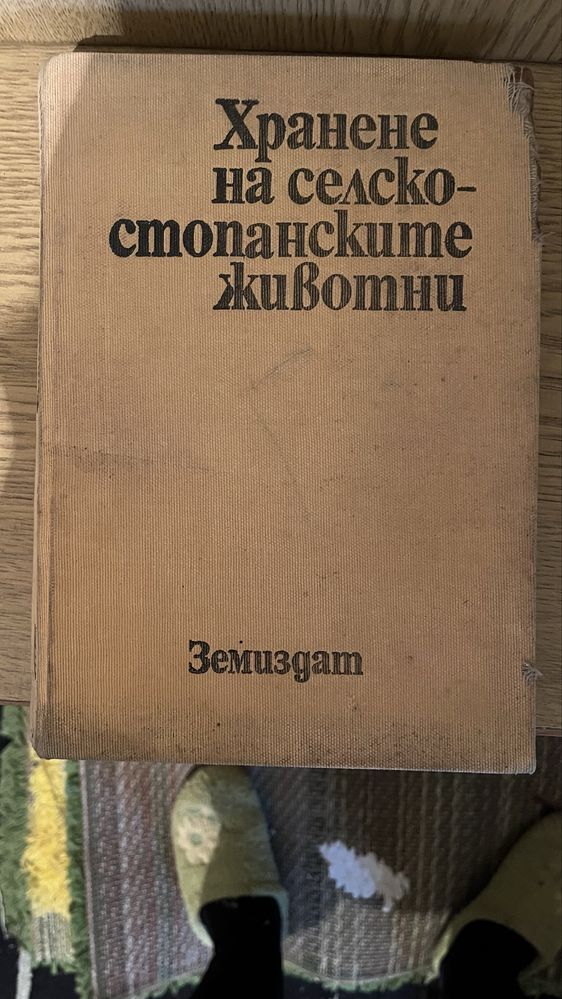 Хранене
на селско-
стопанските
животни
Земиздат